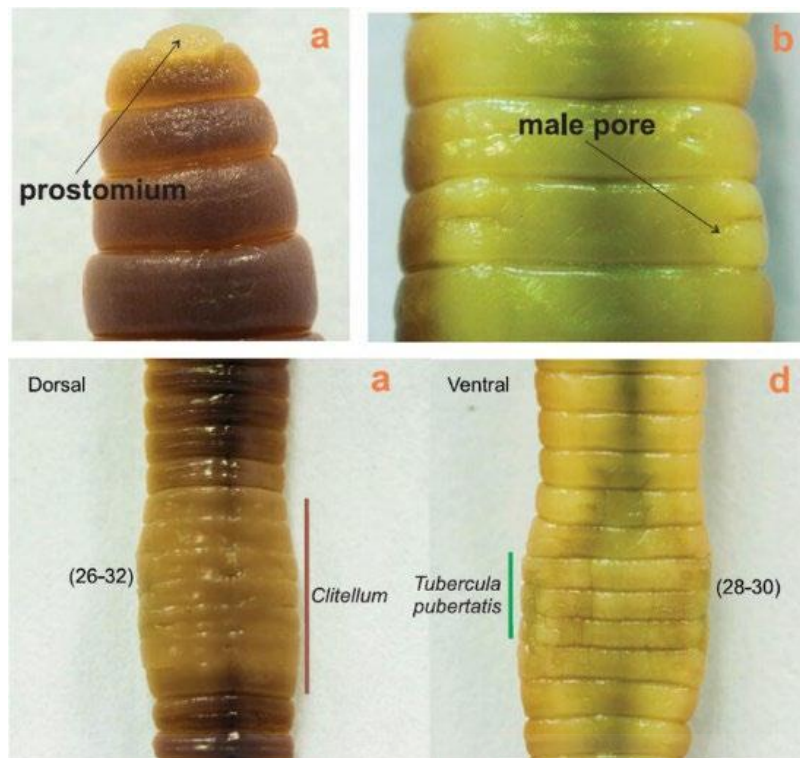 a
prostomium
b
male pore
Dorsal
a
(26-32)
Clitellum
Ventral
d
Tubercula
pubertatis
(28-30)